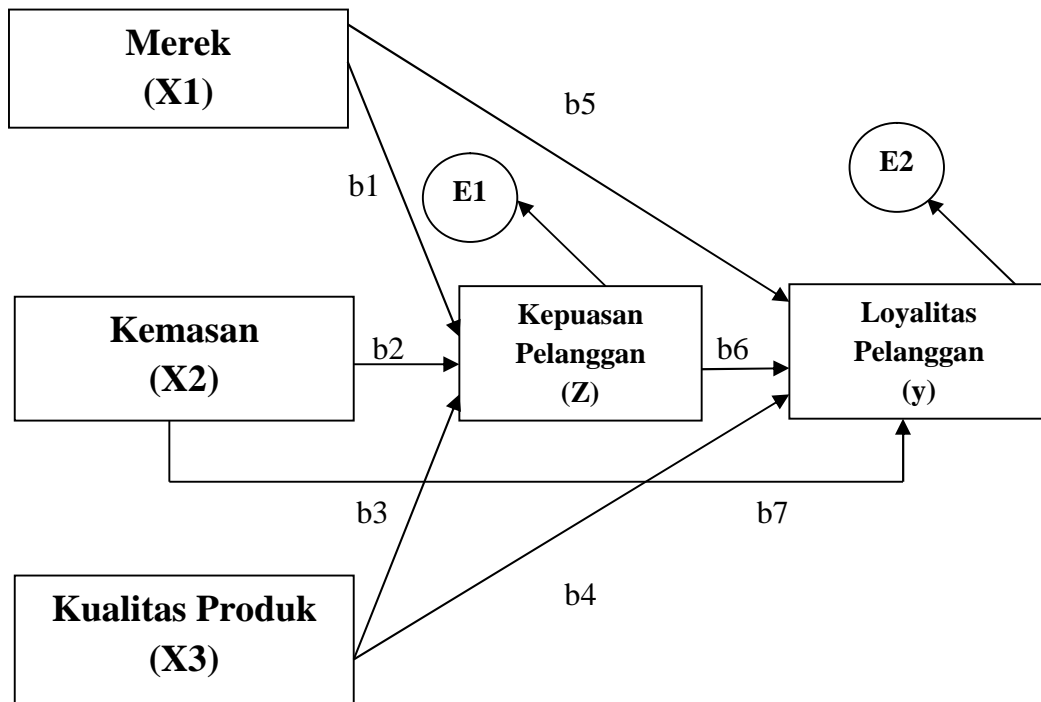 Merek
(X1)
b5
E2
E1
b1
Kepuasan
Pelanggan
(Z)
Loyalitas
Pelanggan
(y)
Kemasan
(X2)
b2
b6
b3
b7
b4
Kualitas Produk
(X3)